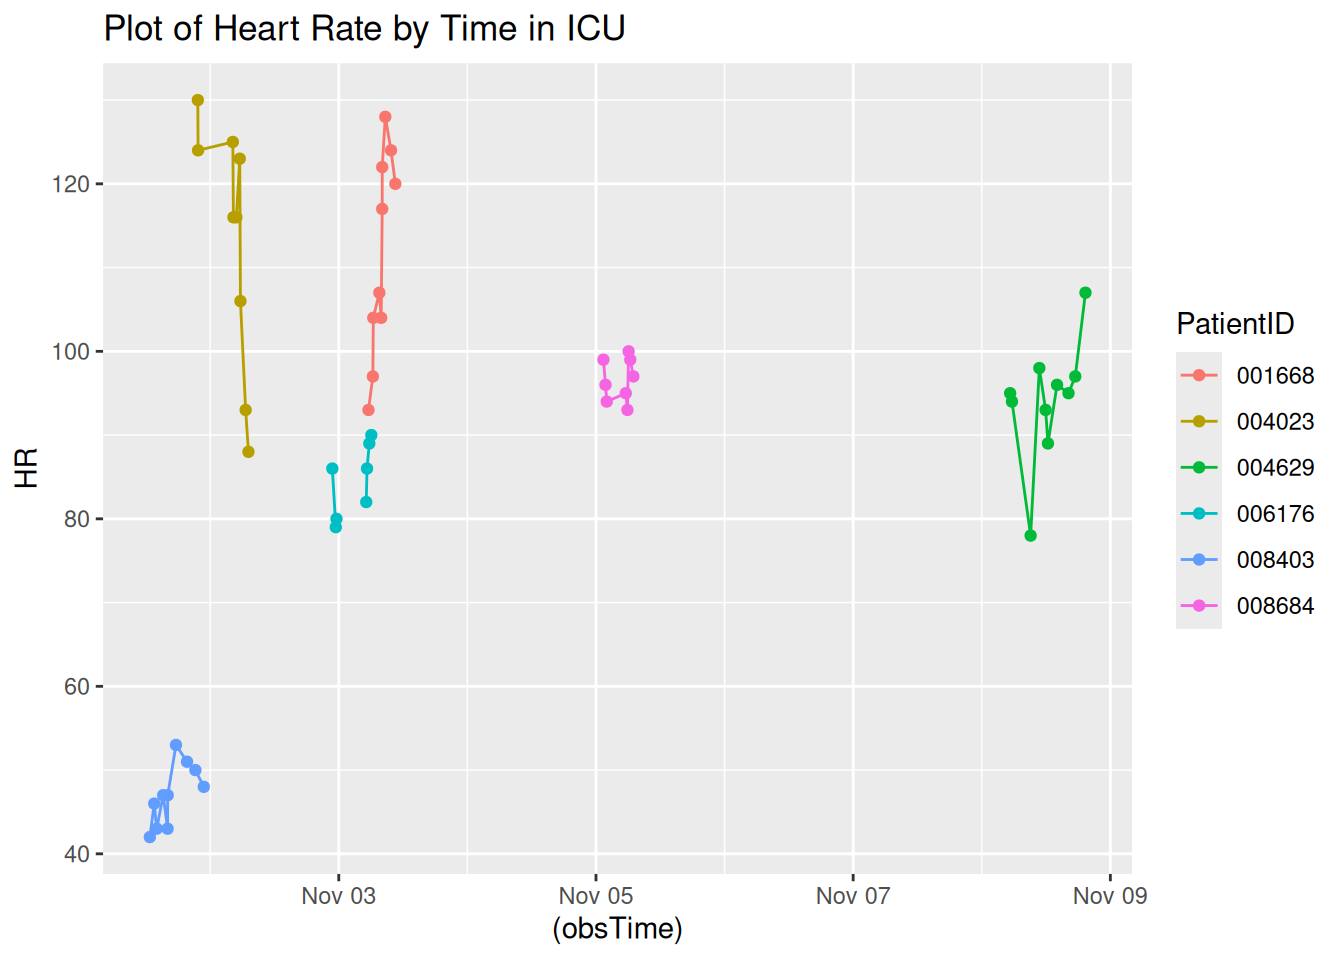 Plot of Heart Rate by Time in ICU
120
100
80
60
40
HR
Nov 03
Nov 05
Nov 07
Nov 09
(obsTime)
PatientID
001668
004023
004629
006176
008403
008684